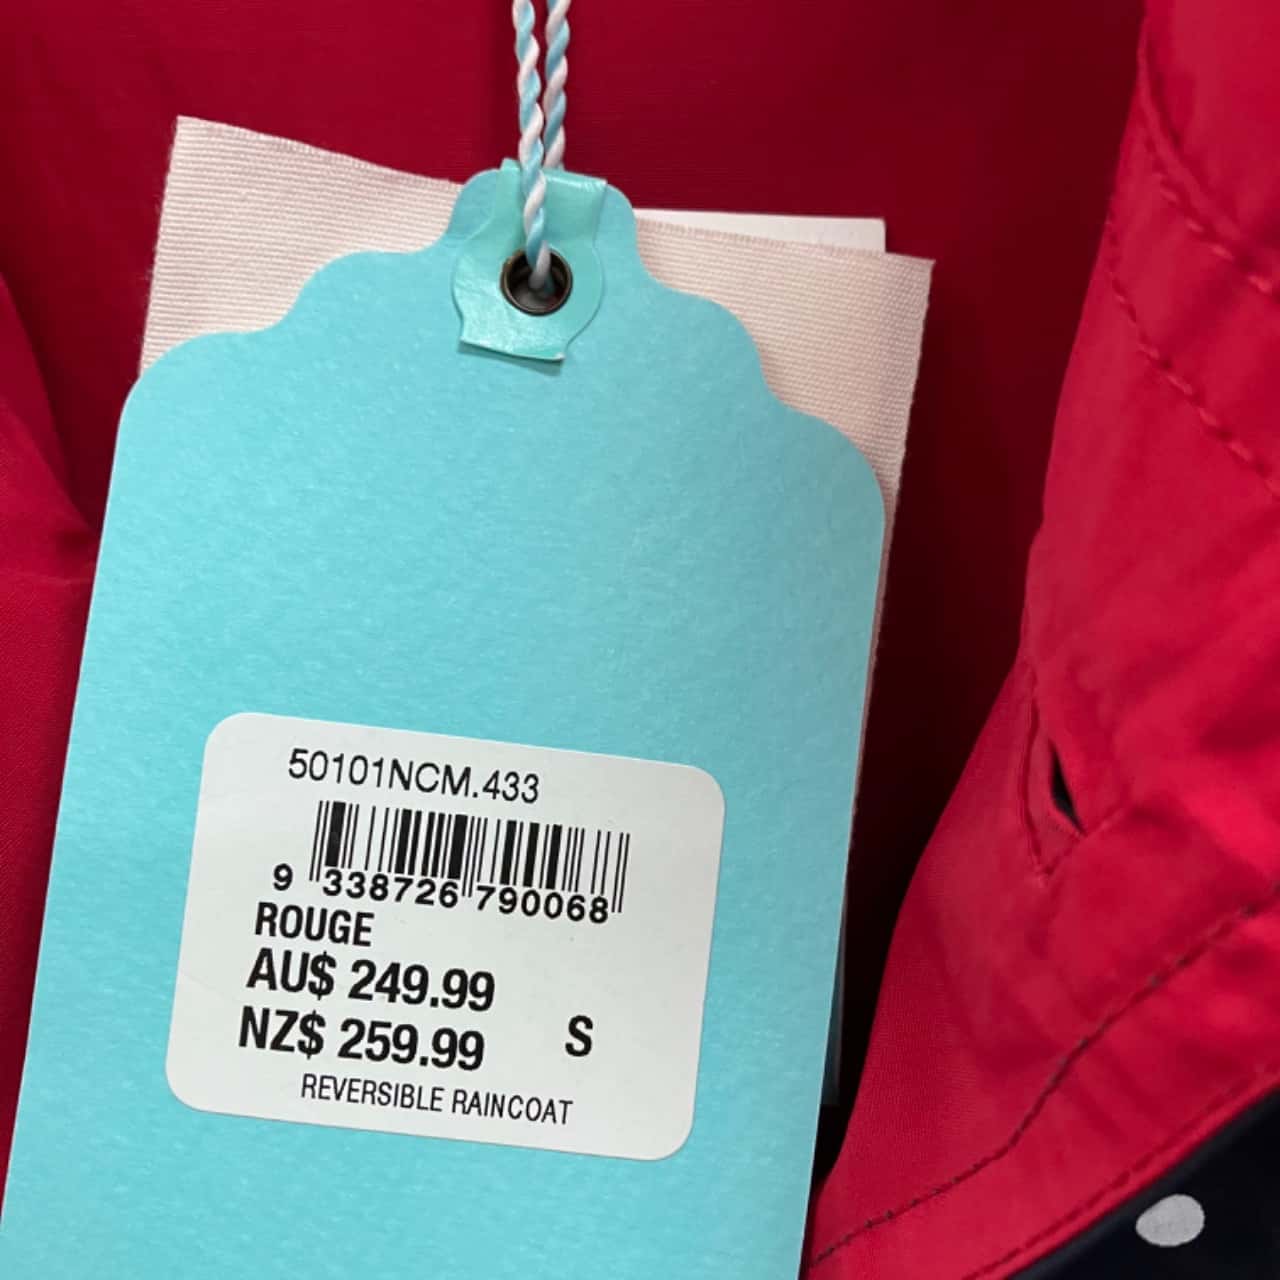 50101NCM.433
9 338726 790068
ROUGE
AU$ 249.99
NZ$ 259.99 S
REVERSIBLE RAINCOAT